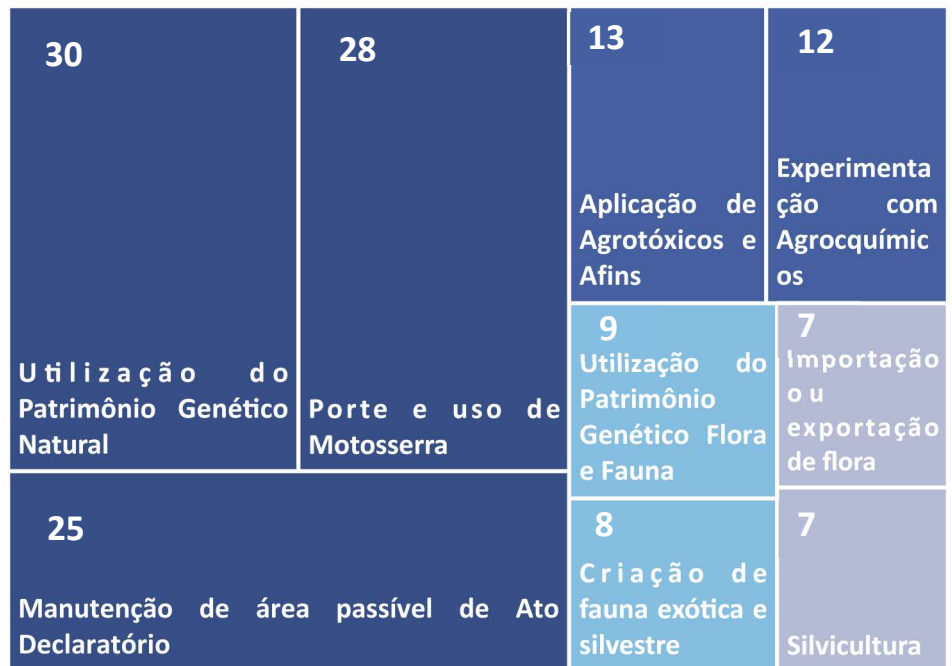 30
Utilização do
Patrimônio Genético
Natural
28
Porte e uso de
Motosserra
25
Manutenção de área passível de Ato
Declaratório
13
Aplicação de
Agrotóxicos e
Afins
12
Experimenta
ção com
Agrocquímic
os
9
Utilização do
Patrimônio
Genético Flora
e Fauna
7
Importação
ou
exportação
de flora
8
Criação de
fauna exótica e
silvestre
7
Silvicultura